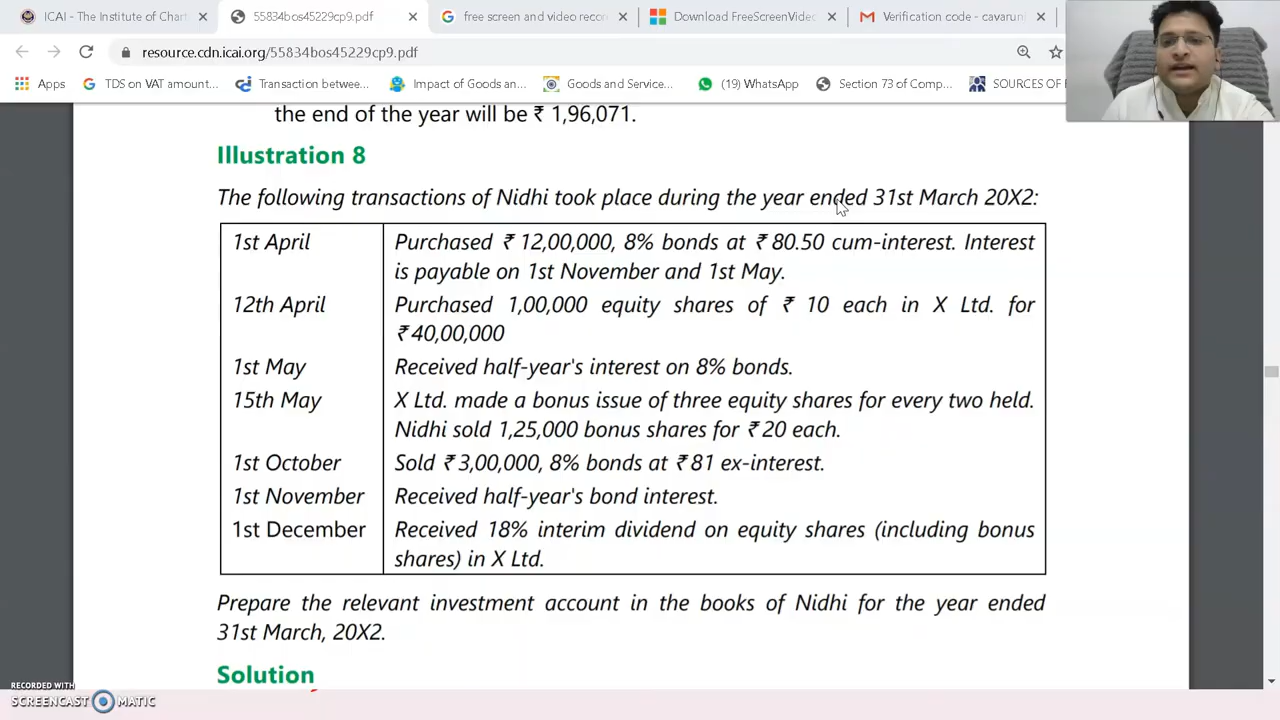 ICAI - The Institute of Chart
55834bos45229cp9.pdf
free screen and video recor
Download FreeScreenVideo
Verification code - cavaruni
resource.cdn.icai.org/55834bos45229cp9.pdf
Apps
TDS on VAT amount...
Transaction betwee...
Impact of Goods an...
Goods and Service...
(19) WhatsApp
Section 73 of Comp...
SOURCES OF
the end of the year will be ₹ 1,96,071.
Illustration 8
The following transactions of Nidhi took place during the year ended 31st March 20X2:
1st April Purchased ₹ 12,00,000, 8% bonds at ₹ 80.50 cum-interest. Interest
is payable on 1st November and 1st May.
12th April Purchased 1,00,000 equity shares of ₹ 10 each in X Ltd. for
₹ 40,00,000
1st May Received half-year's interest on 8% bonds.
15th May X Ltd. made a bonus issue of three equity shares for every two held.
Nidhi sold 1,25,000 bonus shares for ₹ 20 each.
1st October Sold ₹ 3,00,000, 8% bonds at ₹ 81 ex-interest.
1st November Received half-year's bond interest.
1st December Received 18% interim dividend on equity shares (including bonus
shares) in X Ltd.
Prepare the relevant investment account in the books of Nidhi for the year ended
31st March, 20X2.
Solution
RECORDED WITH
SCREENCAST MATIC